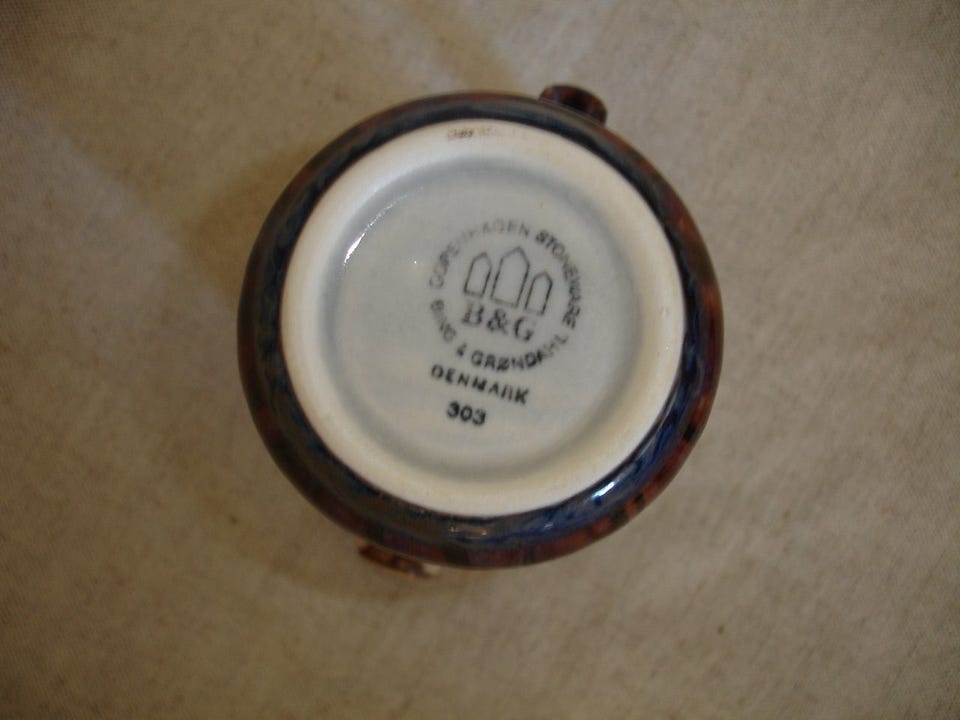 COPENHAGEN STONEWARE
B&G
BING & GRØNDAHL
DENMARK
303